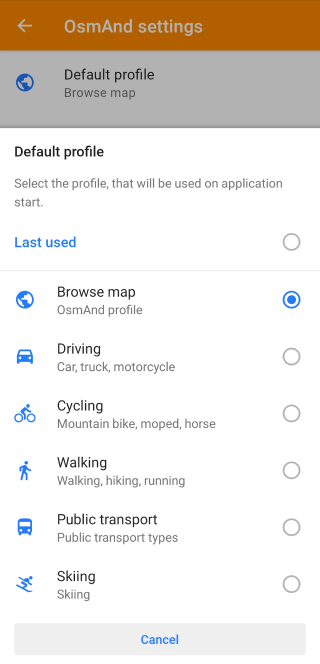 OsmAnd settings
Default profile
Browse map
Default profile
Select the profile, that will be used on application
start.
Last used
Browse map
OsmAnd profile
Driving
Car, truck, motorcycle
Cycling
Mountain bike, moped, horse
Walking
Walking, hiking, running
Public transport
Public transport types
Skiing
Skiing
Cancel